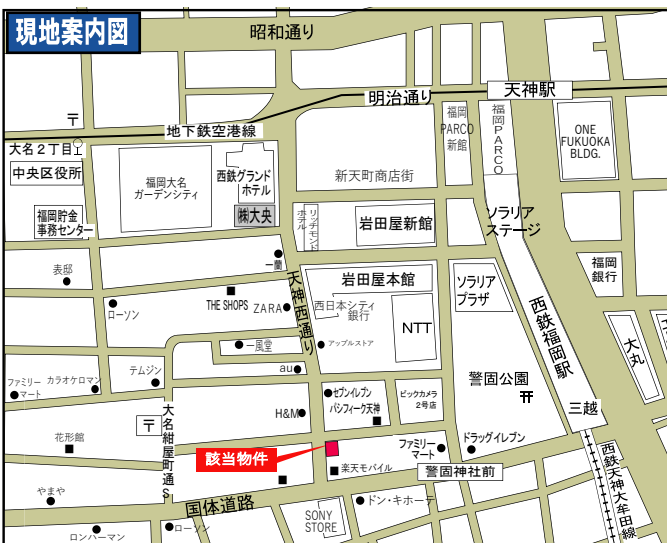 現地案内図
昭和通り
天神駅
明治通り
〒
地下鉄空港線
福岡
PARCO
新館
福岡PARCO
ONE
FUKUOKA
BLDG.
大名2丁目
中央区役所
福岡大名
ガーデンシティ
西鉄グランド
ホテル
新天町商店街
㈱大央
リッチモンド
ホテル
岩田屋新館
ソラリア
ステージ
福岡貯金
事務センター
一蘭
表邸
岩田屋本館
ソラリア
プラザ
福岡
銀行
天神西通り
THE SHOPS
ZARA
西日本シティ
銀行
NTT
ローソン
西鉄福岡駅
大丸
一風堂
アップルストア
au
警固公園
テムジン
ファミリー
マート
カラオケロマン
セブンイレブン
パシフィーク天神
ビックカメラ
2号店
三越
大名紺屋町通S
〒
H&M
花形館
該当物件
ファミリー
マート
ドラッグイレブン
楽天モバイル
警固神社前
西鉄天神大牟田線
やまや
国体道路
ドン・キホーテ
SONY
STORE
ローソン
ロンハーマン